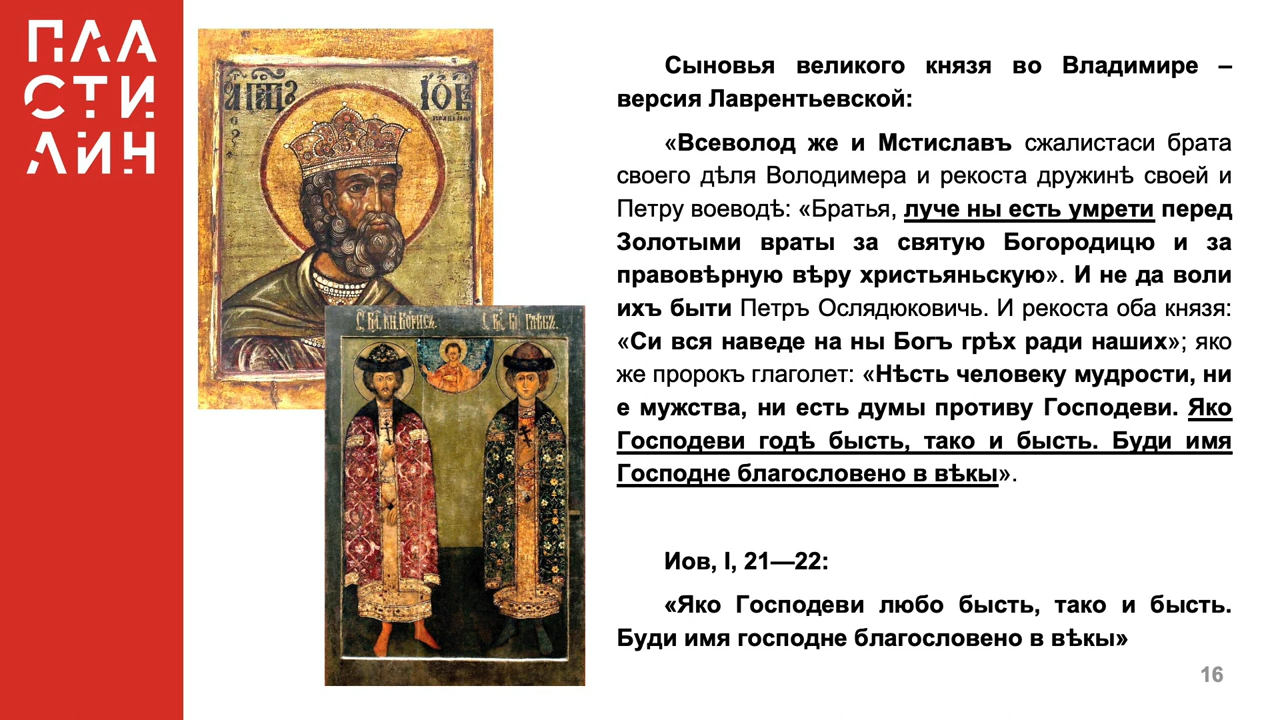 ПЛА
СТИ
ЛИН
Сыновья великого князя во Владимире –
версия Лаврентьевской:
«Всеволод же и Мстиславъ сжалистаси брата
своего дѣля Володимера и рекоста дружинѣ своей и
Петру воеводѣ: «Братья, луче ны есть умрети перед
Золотыми враты за святую Богородицю и за
правовѣрную вѣру христьяньскую». И не да воли
ихъ быти Петръ Ослядюковичь. И рекоста оба князя:
«Си вся наведе на ны Богъ грѣх ради наших»; яко
же пророкъ глаголет: «Нѣсть человеку мудрости, ни
е мужства, ни есть думы противу Господеви. Яко
Господеви годѣ бысть, тако и бысть. Буди имя
Господне благословено в вѣкы».
Иов, I, 21—22:
«Яко Господеви любо бысть, тако и бысть.
Буди имя господне благословено в вѣкы»
16